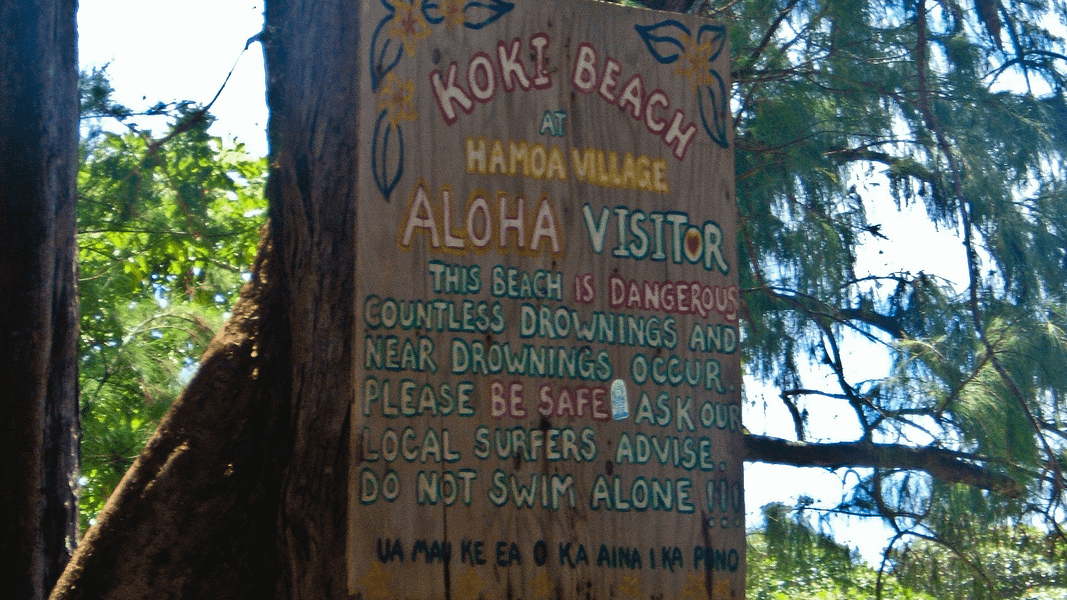 KOKI BEACH
AT
HAMOA VILLAGE
ALOHA VISITOR
THIS BEACH IS DANGEROUS
COUNTLESS DROWNINGS AND
NEAR DROWNINGS OCCUR.
PLEASE BE SAFE ASK OUR
LOCAL SURFERS ADVISE.
DO NOT SWIM ALONE !!!
UA MAU KE EA O KA AINA I KA PONO